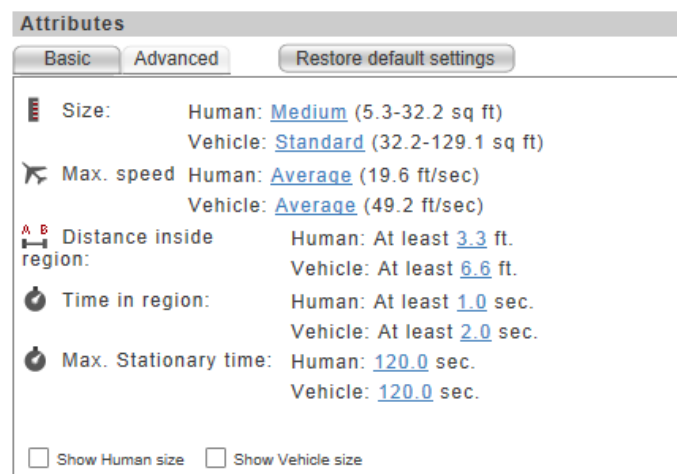 Attributes
Basic Advanced Restore default settings
Size: Human: Medium (5.3-32.2 sq ft)
Vehicle: Standard (32.2-129.1 sq ft)
Max. speed Human: Average (19.6 ft/sec)
Vehicle: Average (49.2 ft/sec)
A B Distance inside region: Human: At least 3.3 ft.
Vehicle: At least 6.6 ft.
Time in region: Human: At least 1.0 sec.
Vehicle: At least 2.0 sec.
Max. Stationary time: Human: 120.0 sec.
Vehicle: 120.0 sec.
Show Human size Show Vehicle size